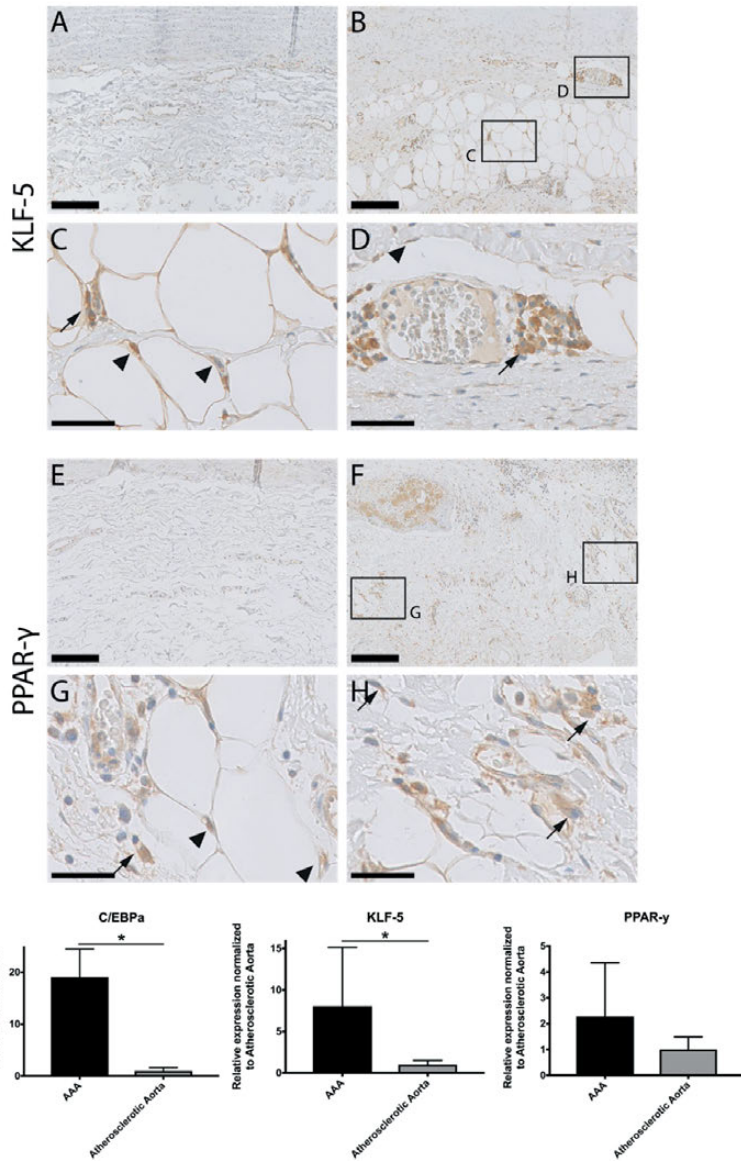 A
B
D
C
KLF-5
C
D
E
F
H
G
PPAR-γ
G
H
C/EBPa
*
20
10
0
AAA
Atherosclerotic Aorta
KLF-5
*
Relative expression normalized
to Atherosclerotic Aorta
15
10
5
0
AAA
Atherosclerotic Aorta
PPAR-y
Relative expression normalized
to Atherosclerotic Aorta
5
4
3
2
1
0
AAA
Atherosclerotic Aorta